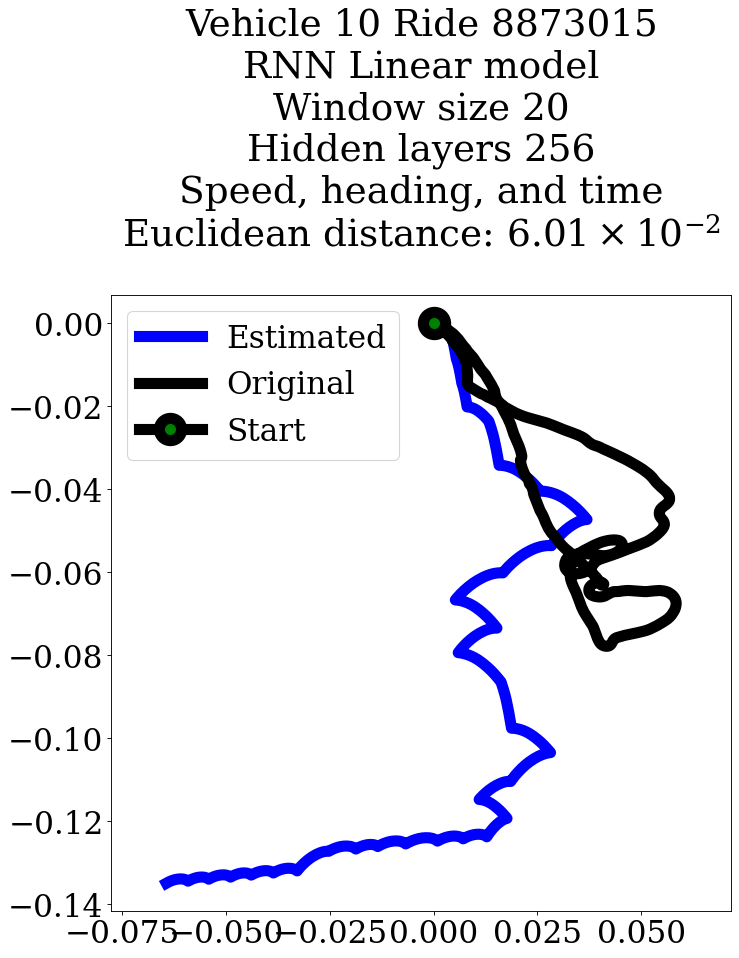 Vehicle 10 Ride 8873015
RNN Linear model
Window size 20
Hidden layers 256
Speed, heading, and time
Euclidean distance: 6.01 × 10⁻²
Estimated
Original
Start
0.00
−0.02
−0.04
−0.06
−0.08
−0.10
−0.12
−0.14
−0.075 −0.050 −0.025 0.000 0.025 0.050